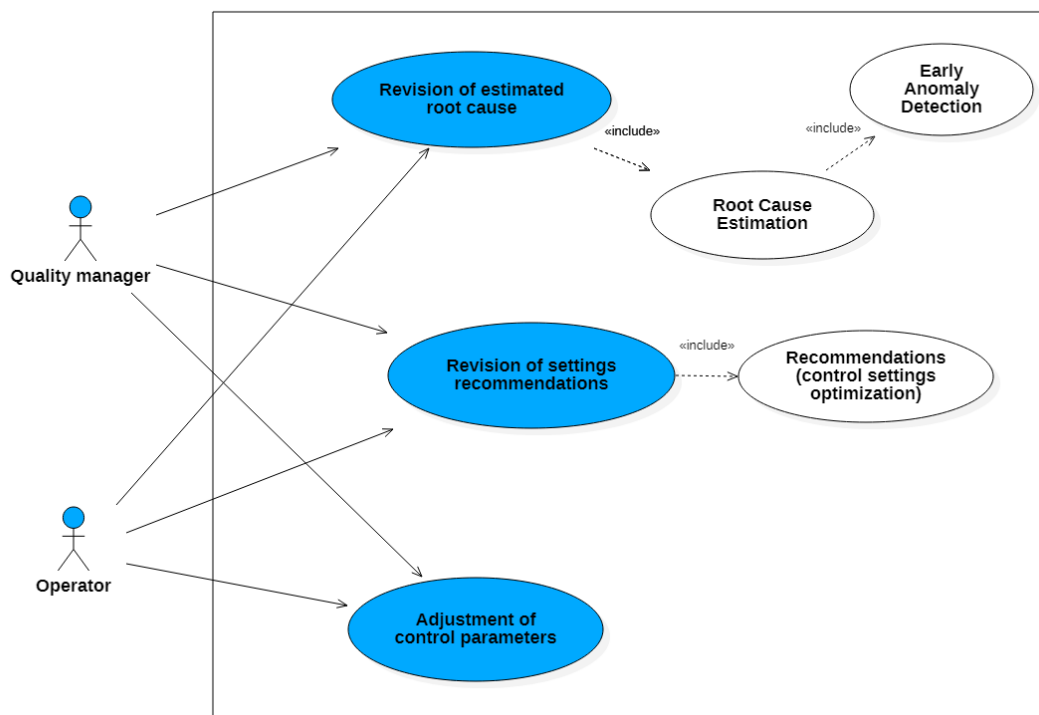 Revision of estimated
root cause
Early
Anomaly
Detection
«include»
«include»
Root Cause
Estimation
Quality manager
Revision of settings
recommendations
«include»
Recommendations
(control settings
optimization)
Operator
Adjustment of
control parameters